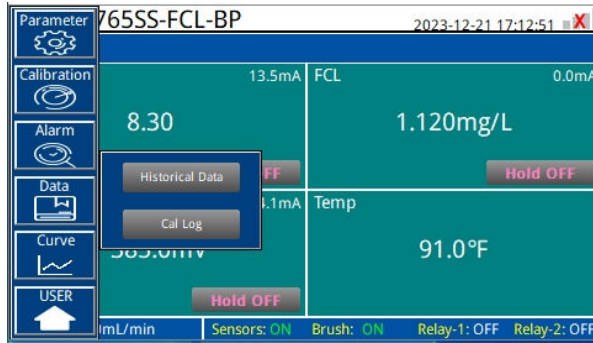 Parameter
765SS-FCL-BP
2023-12-21 17:12:51
X
Calibration
13.5mA
FCL
0.0mA
8.30
1.120mg/L
Alarm
Historical Data
FF
Hold OFF
Data
.1mA
Temp
Cal Log
Curve
91.0°F
USER
Hold OFF
mL/min
Sensors: ON
Brush: ON
Relay-1: OFF
Relay-2: OFF